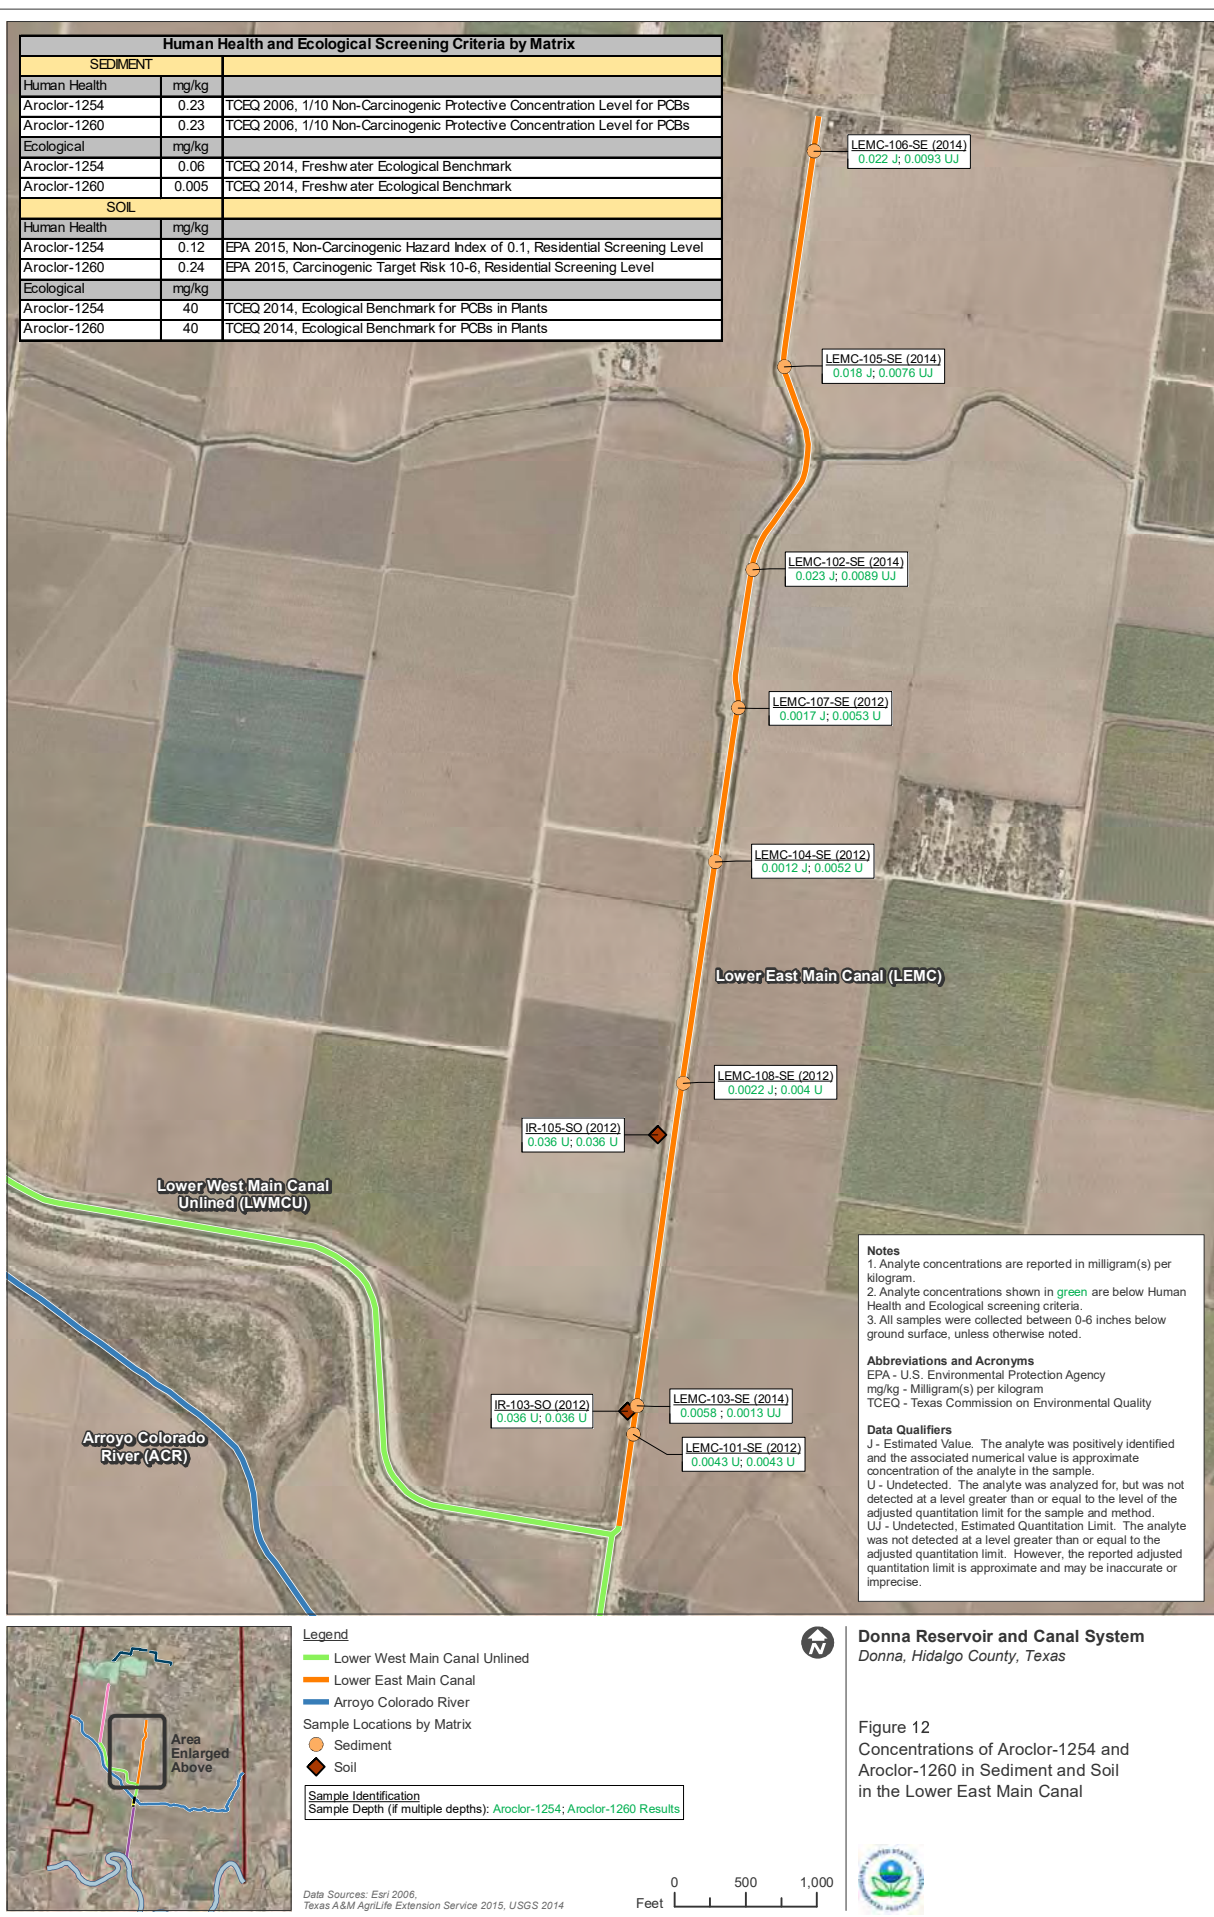 Human Health and Ecological Screening Criteria by Matrix
SEDIMENT
Human Health mg/kg
Aroclor-1254 0.23 TCEQ 2006, 1/10 Non-Carcinogenic Protective Concentration Level for PCBs
Aroclor-1260 0.23 TCEQ 2006, 1/10 Non-Carcinogenic Protective Concentration Level for PCBs
Ecological mg/kg
Aroclor-1254 0.06 TCEQ 2014, Freshwater Ecological Benchmark
Aroclor-1260 0.005 TCEQ 2014, Freshwater Ecological Benchmark
SOIL
Human Health mg/kg
Aroclor-1254 0.12 EPA 2015, Non-Carcinogenic Hazard Index of 0.1, Residential Screening Level
Aroclor-1260 0.24 EPA 2015, Carcinogenic Target Risk 10-6, Residential Screening Level
Ecological mg/kg
Aroclor-1254 40 TCEQ 2014, Ecological Benchmark for PCBs in Plants
Aroclor-1260 40 TCEQ 2014, Ecological Benchmark for PCBs in Plants
LEMC-106-SE (2014)
0.022 J; 0.0093 UJ
LEMC-105-SE (2014)
0.018 J; 0.0076 UJ
LEMC-102-SE (2014)
0.023 J; 0.0089 UJ
LEMC-107-SE (2012)
0.0017 J; 0.0053 U
LEMC-104-SE (2012)
0.0012 J; 0.0052 U
Lower East Main Canal (LEMC)
LEMC-108-SE (2012)
0.0022 J; 0.004 U
IR-105-SO (2012)
0.036 U; 0.036 U
Lower West Main Canal
Unlined (LWMCU)
IR-103-SO (2012)
0.036 U; 0.036 U
LEMC-103-SE (2014)
0.0058 ; 0.0013 UJ
LEMC-101-SE (2012)
0.0043 U; 0.0043 U
Arroyo Colorado
River (ACR)
Notes
1. Analyte concentrations are reported in milligram(s) per
kilogram.
2. Analyte concentrations shown in green are below Human
Health and Ecological screening criteria.
3. All samples were collected between 0-6 inches below
ground surface, unless otherwise noted.
Abbreviations and Acronyms
EPA - U.S. Environmental Protection Agency
mg/kg - Milligram(s) per kilogram
TCEQ - Texas Commission on Environmental Quality
Data Qualifiers
J - Estimated Value. The analyte was positively identified
and the associated numerical value is approximate
concentration of the analyte in the sample.
U - Undetected. The analyte was analyzed for, but was not
detected at a level greater than or equal to the level of the
adjusted quantitation limit for the sample and method.
UJ - Undetected, Estimated Quantitation Limit. The analyte
was not detected at a level greater than or equal to the
adjusted quantitation limit. However, the reported adjusted
quantitation limit is approximate and may be inaccurate or
imprecise.
Area
Enlarged
Above
Legend
Lower West Main Canal Unlined
Lower East Main Canal
Arroyo Colorado River
Sample Locations by Matrix
Sediment
Soil
Sample Identification
Sample Depth (if multiple depths): Aroclor-1254; Aroclor-1260 Results
Data Sources: Esri 2006,
Texas A&M AgriLife Extension Service 2015, USGS 2014
N
0 500 1,000
Feet
Donna Reservoir and Canal System
Donna, Hidalgo County, Texas
Figure 12
Concentrations of Aroclor-1254 and
Aroclor-1260 in Sediment and Soil
in the Lower East Main Canal